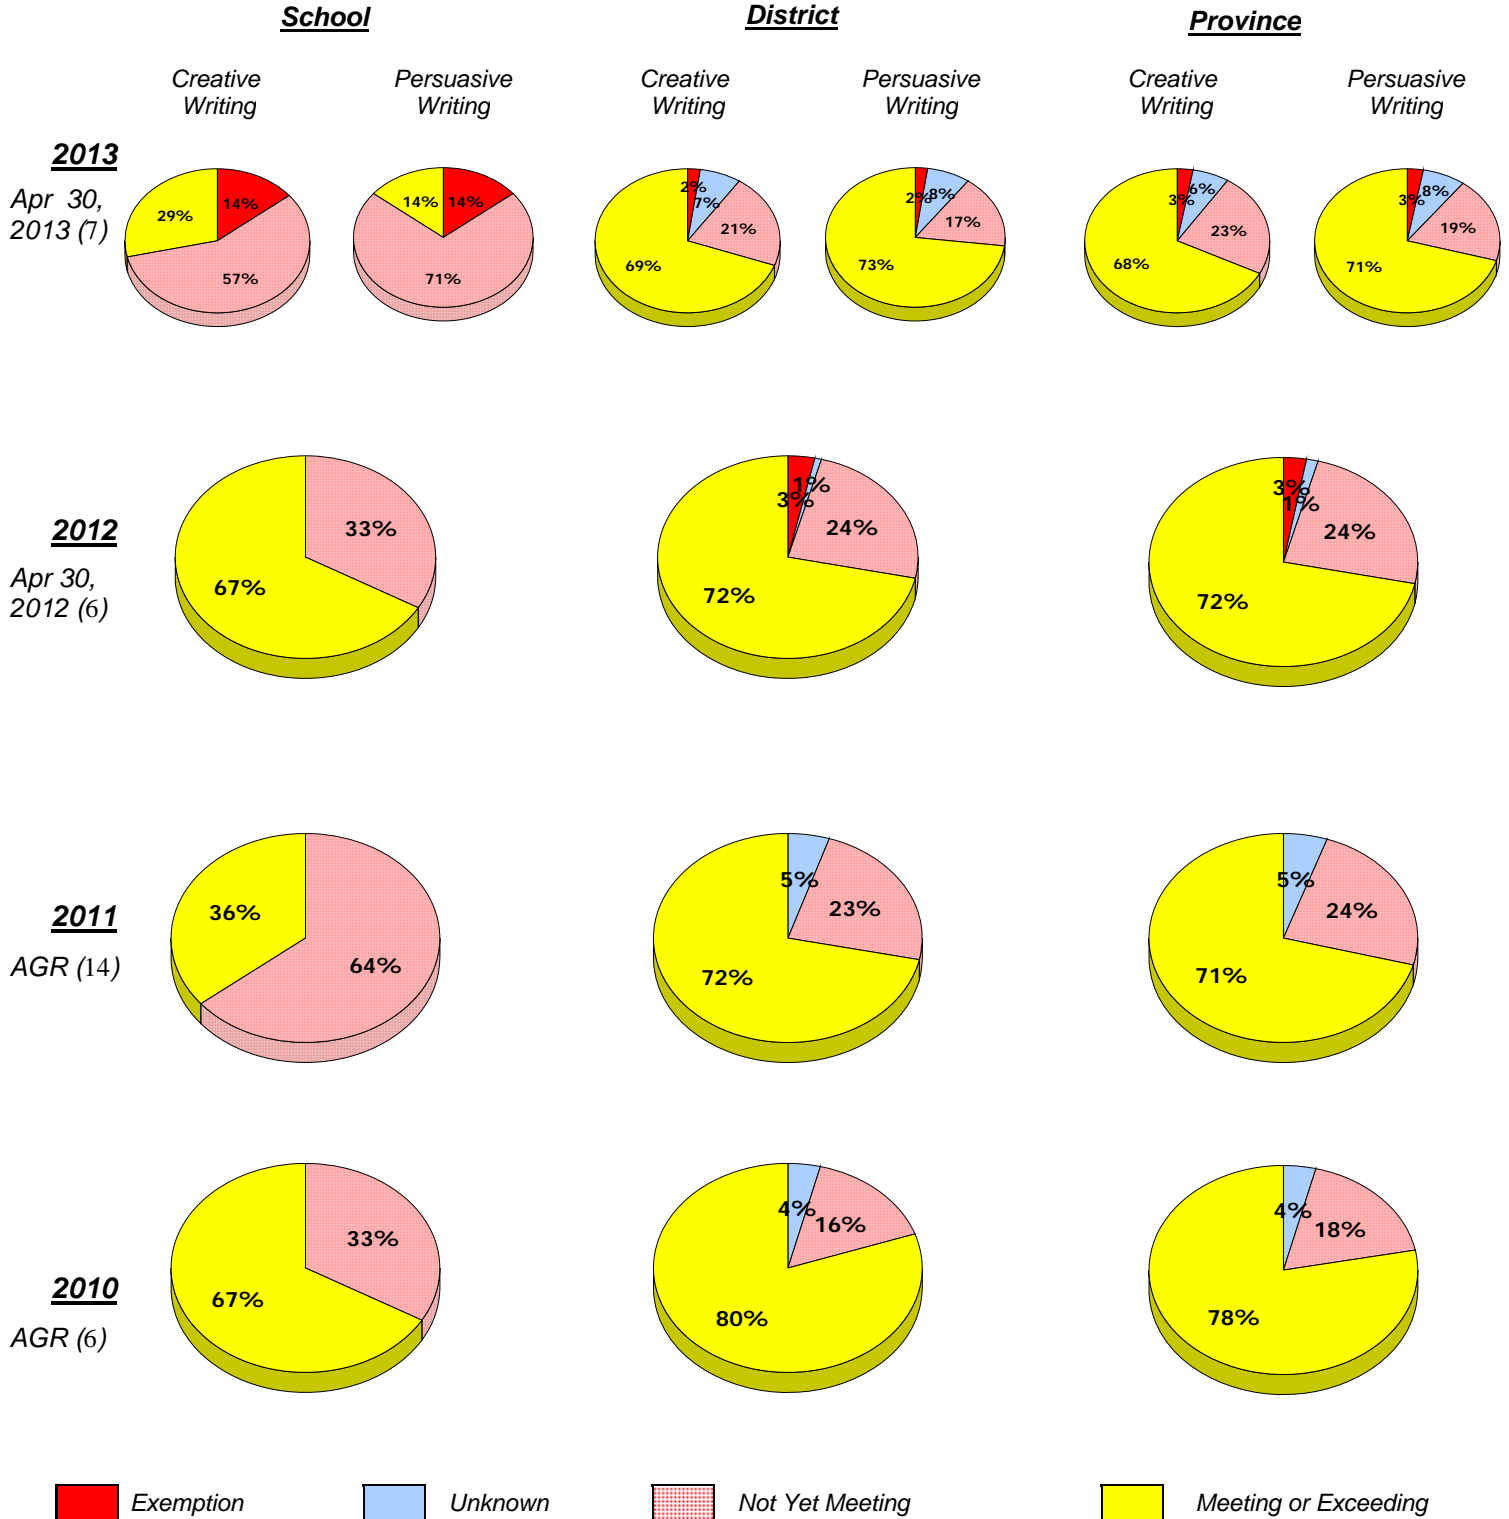 School District Province
Creative Writing Persuasive Writing Creative Writing Persuasive Writing Creative Writing Persuasive Writing
2013
Apr 30,
2013 (7)
14% 57% 29%
14% 71% 14%
2% 7% 21% 69%
2% 8% 17% 73%
3% 6% 23% 68%
3% 8% 19% 71%
2012
Apr 30,
2012 (6)
33% 67%
3% 1% 24% 72%
3% 1% 24% 72%
2011
AGR (14)
36% 64%
5% 23% 72%
5% 24% 71%
2010
AGR (6)
33% 67%
4% 16% 80%
4% 18% 78%
Exemption Unknown Not Yet Meeting Meeting or Exceeding